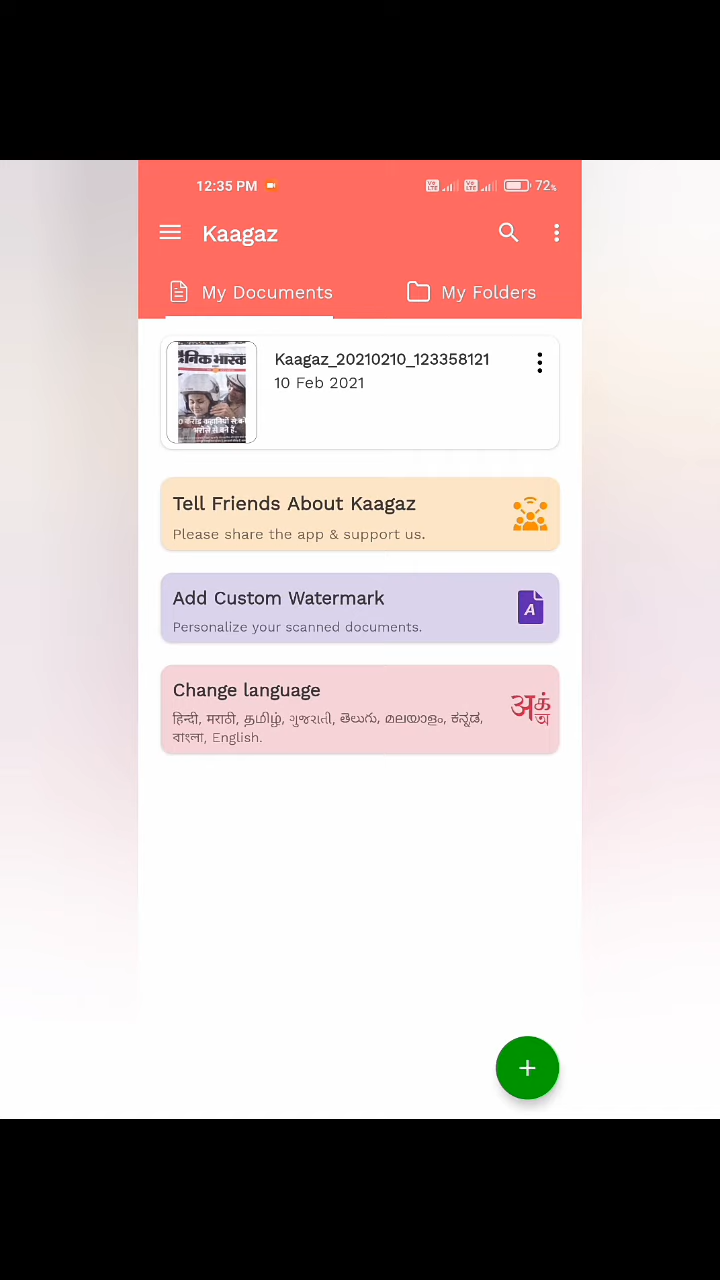 12:35 PM
72%
Kaagaz
My Documents
My Folders
Kaagaz_20210210_123358121
10 Feb 2021
दैनिक भास्क
से बने हैं.
Tell Friends About Kaagaz
Please share the app & support us.
Add Custom Watermark
Personalize your scanned documents.
A
Change language
हिन्दी, मराठी, தமிழ், ગુજરાતી, తెలుగు, മലയാളം, ಕನ್ನಡ,
বাংলা, English.
+